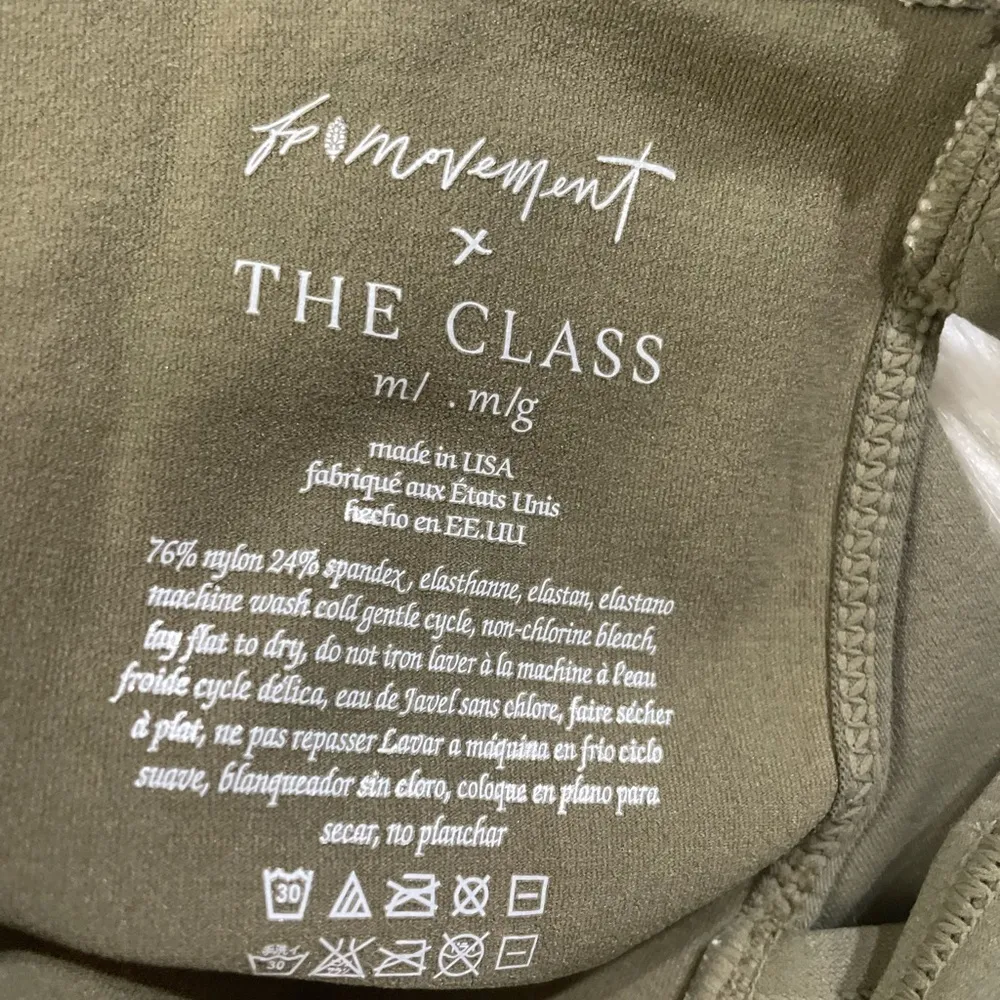 fp movement
x
THE CLASS
m/ . m/g
made in USA
fabriqué aux États Unis
hecho en EE.UU
76% nylon 24% spandex, elasthanne, elastan, elastano
machine wash cold gentle cycle, non-chlorine bleach,
lay flat to dry, do not iron laver à la machine à l'eau
froide cycle délica, eau de Javel sans chlore, faire sécher
à plat, ne pas repasser Lavar a máquina en frío ciclo
suave, blanqueador sin cloro, coloque en plano para
secar, no planchar
30
30